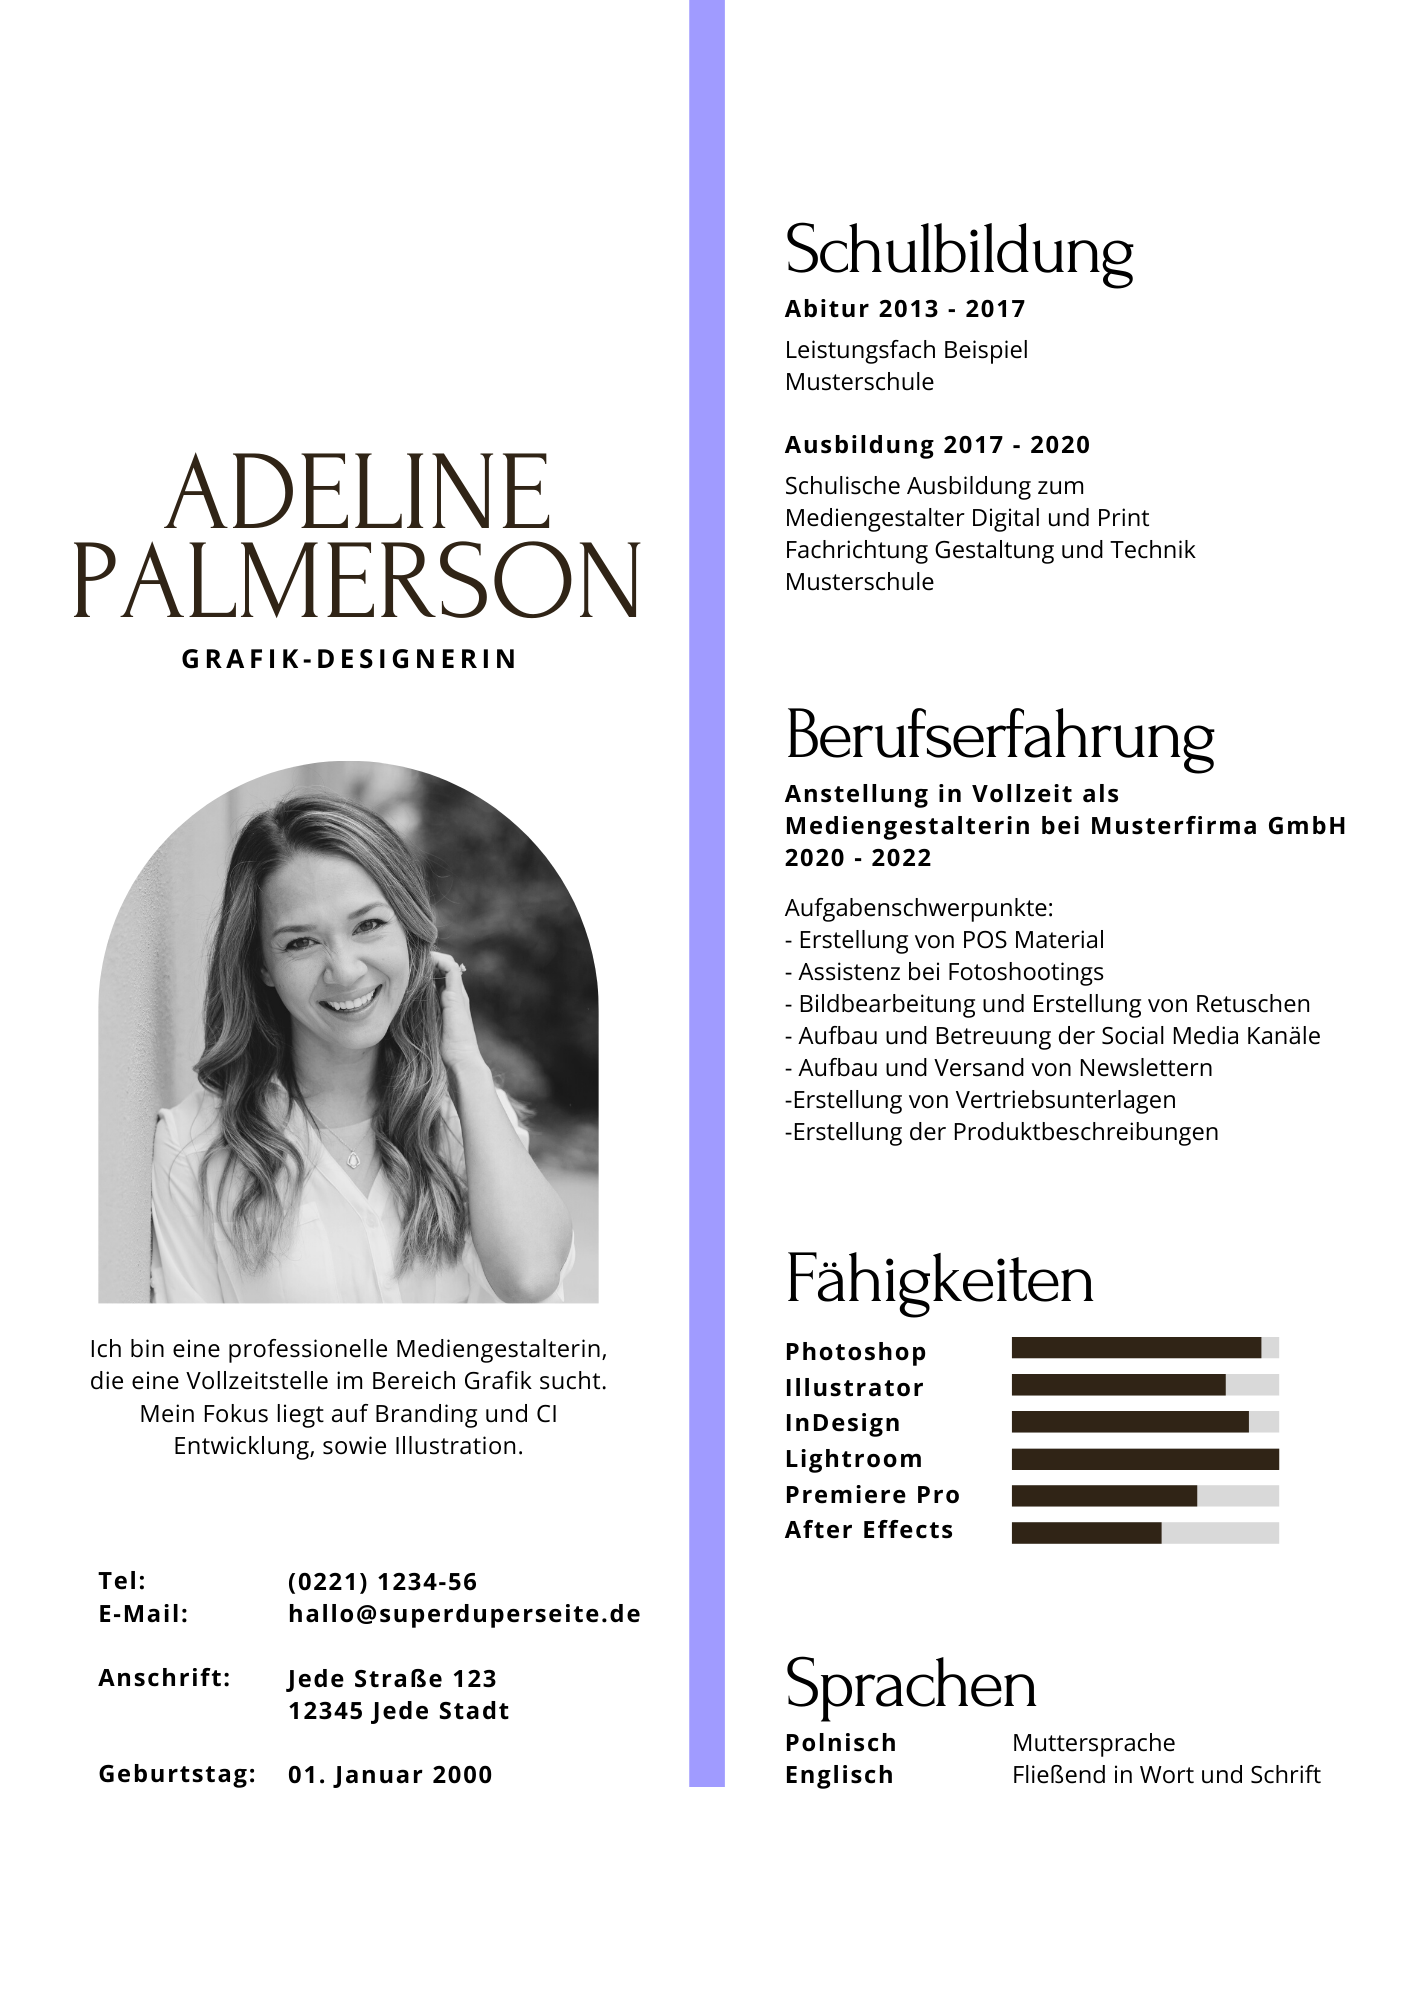 ADELINE
PALMERSON
GRAFIK-DESIGNERIN
Ich bin eine professionelle Mediengestalterin,
die eine Vollzeitstelle im Bereich Grafik sucht.
Mein Fokus liegt auf Branding und CI
Entwicklung, sowie Illustration.
Tel: (0221) 1234-56
E-Mail: hallo@superduperseite.de
Anschrift: Jede Straße 123
12345 Jede Stadt
Geburtstag: 01. Januar 2000
Schulbildung
Abitur 2013 - 2017
Leistungsfach Beispiel
Musterschule
Ausbildung 2017 - 2020
Schulische Ausbildung zum
Mediengestalter Digital und Print
Fachrichtung Gestaltung und Technik
Musterschule
Berufserfahrung
Anstellung in Vollzeit als
Mediengestalterin bei Musterfirma GmbH
2020 - 2022
Aufgabenschwerpunkte:
- Erstellung von POS Material
- Assistenz bei Fotoshootings
- Bildbearbeitung und Erstellung von Retuschen
- Aufbau und Betreuung der Social Media Kanäle
- Aufbau und Versand von Newslettern
-Erstellung von Vertriebsunterlagen
-Erstellung der Produktbeschreibungen
Fähigkeiten
Photoshop
Illustrator
InDesign
Lightroom
Premiere Pro
After Effects
Sprachen
Polnisch Muttersprache
Englisch Fließend in Wort und Schrift